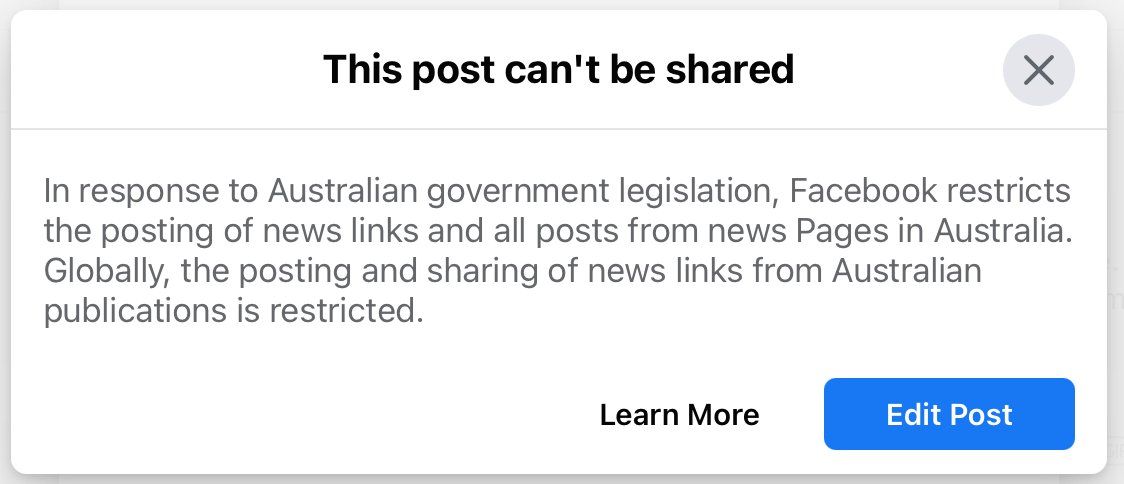 This post can't be shared
In response to Australian government legislation, Facebook restricts
the posting of news links and all posts from news Pages in Australia.
Globally, the posting and sharing of news links from Australian
publications is restricted.
Learn More
Edit Post